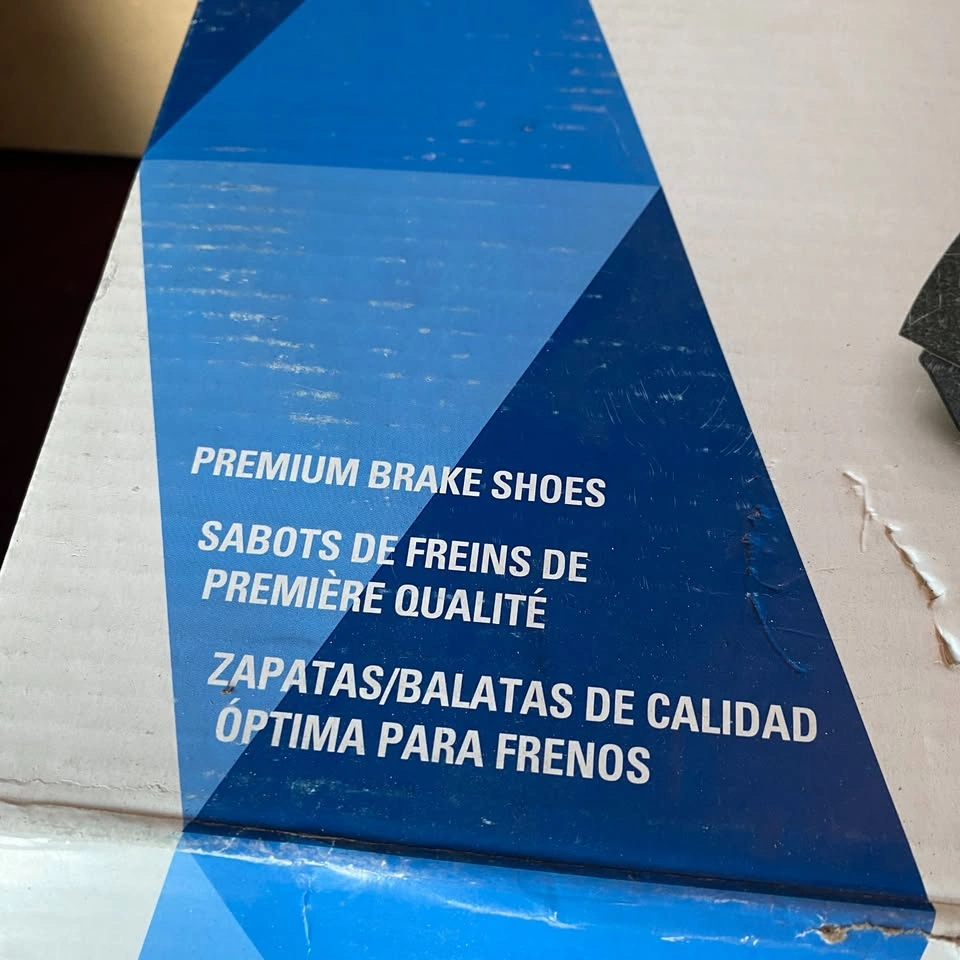 PREMIUM BRAKE SHOES
SABOTS DE FREINS DE
PREMIÈRE QUALITÉ
ZAPATAS/BALATAS DE CALIDAD
ÓPTIMA PARA FRENOS